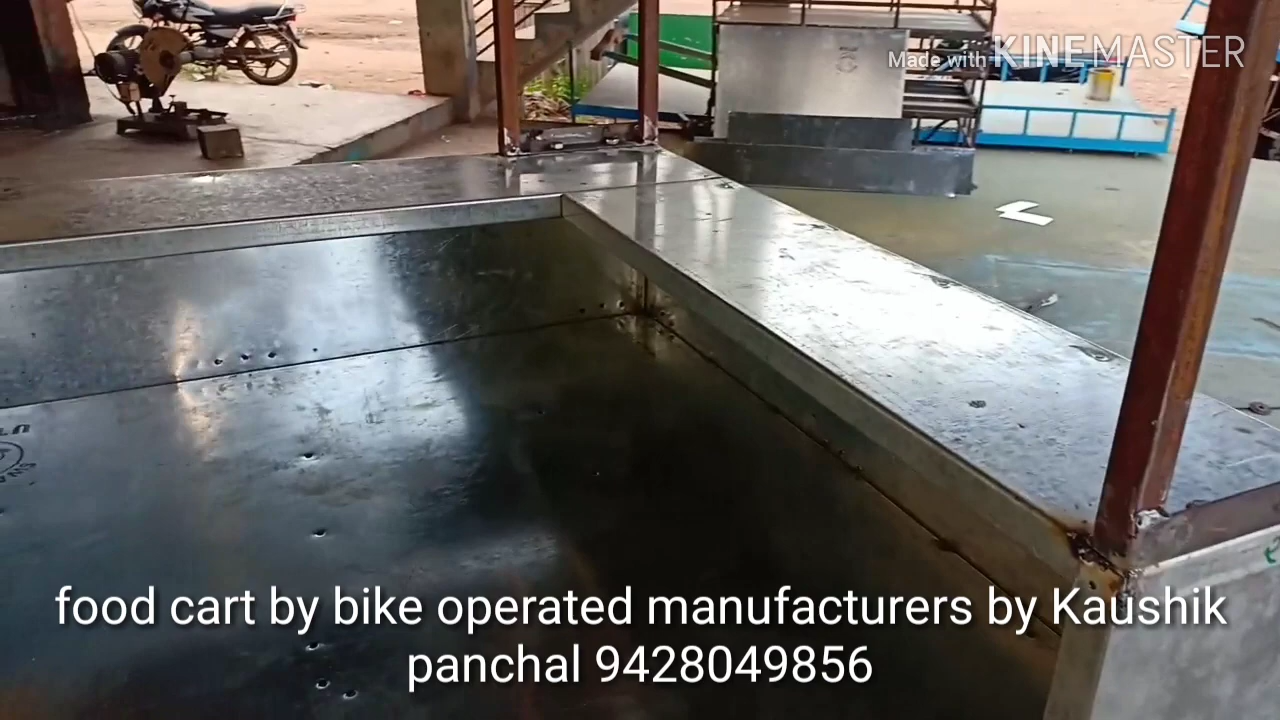 Made with KINEMASTER
food cart by bike operated manufacturers by Kaushik
panchal 9428049856